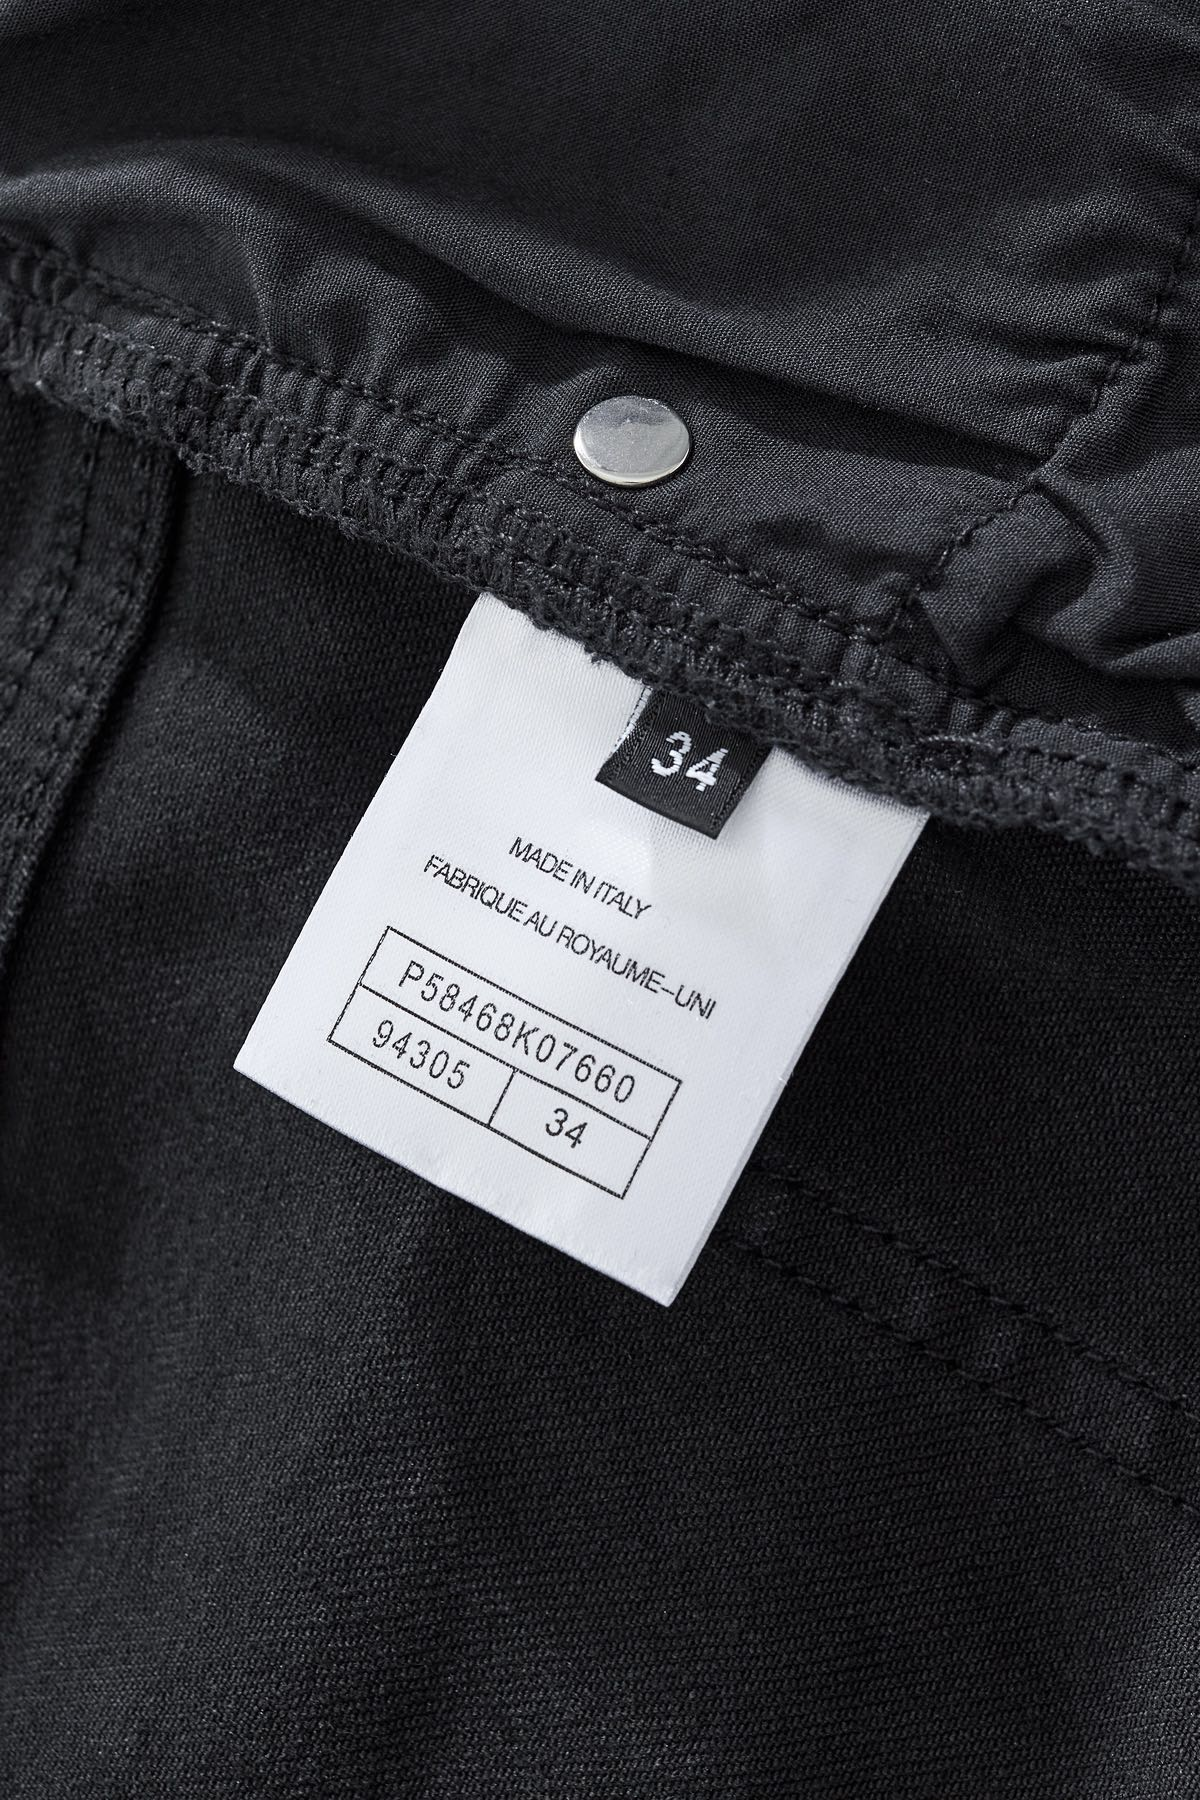 34
MADE IN ITALY
FABRIQUE AU ROYAUME-UNI
P58468K07660
94305 34